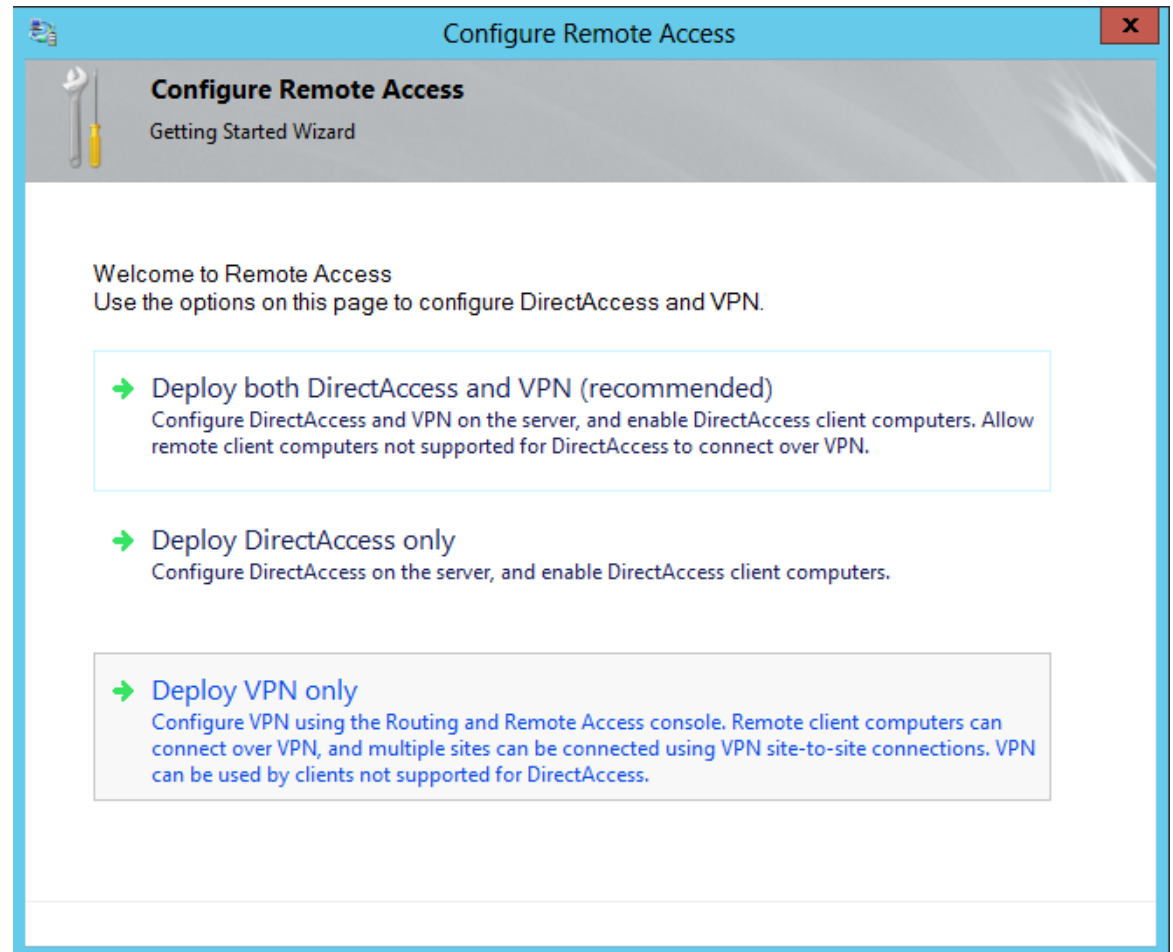 Configure Remote Access
x
Configure Remote Access
Getting Started Wizard
Welcome to Remote Access
Use the options on this page to configure DirectAccess and VPN.
Deploy both DirectAccess and VPN (recommended)
Configure DirectAccess and VPN on the server, and enable DirectAccess client computers. Allow
remote client computers not supported for DirectAccess to connect over VPN.
Deploy DirectAccess only
Configure DirectAccess on the server, and enable DirectAccess client computers.
Deploy VPN only
Configure VPN using the Routing and Remote Access console. Remote client computers can
connect over VPN, and multiple sites can be connected using VPN site-to-site connections. VPN
can be used by clients not supported for DirectAccess.